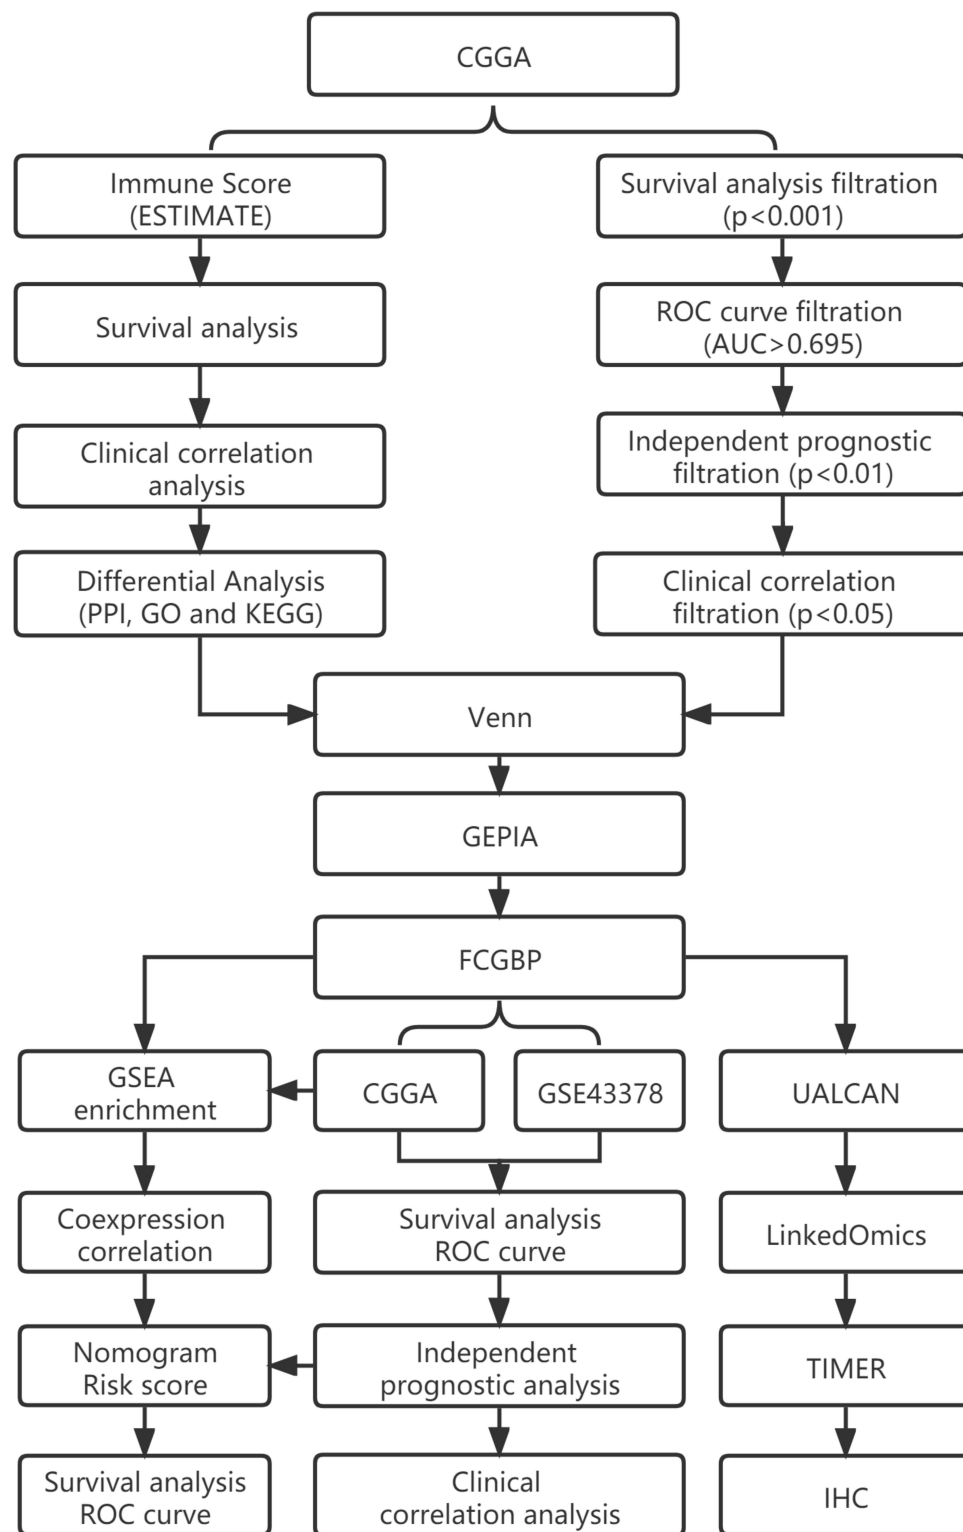 CGGA
Immune Score
(ESTIMATE)
Survival analysis filtration
(p<0.001)
Survival analysis
ROC curve filtration
(AUC>0.695)
Clinical correlation
analysis
Independent prognostic
filtration (p<0.01)
Differential Analysis
(PPI, GO and KEGG)
Clinical correlation
filtration (p<0.05)
Venn
GEPIA
FCGBP
GSEA
enrichment
CGGA
GSE43378
UALCAN
Coexpression
correlation
Survival analysis
ROC curve
LinkedOmics
Nomogram
Risk score
Independent
prognostic analysis
TIMER
Survival analysis
ROC curve
Clinical
correlation analysis
IHC